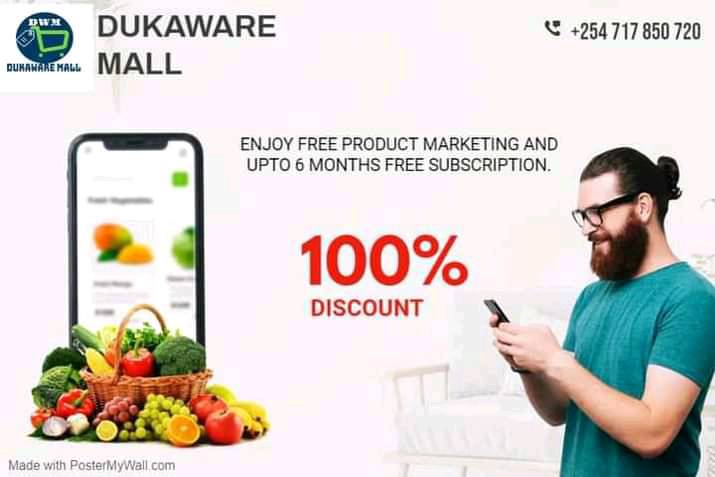 DWM
DUKAWARE MALL
DUKAWARE
MALL
+254 717 850 720
ENJOY FREE PRODUCT MARKETING AND
UPTO 6 MONTHS FREE SUBSCRIPTION.
100%
DISCOUNT
Fresh Vegetables
Made with PosterMyWall.com